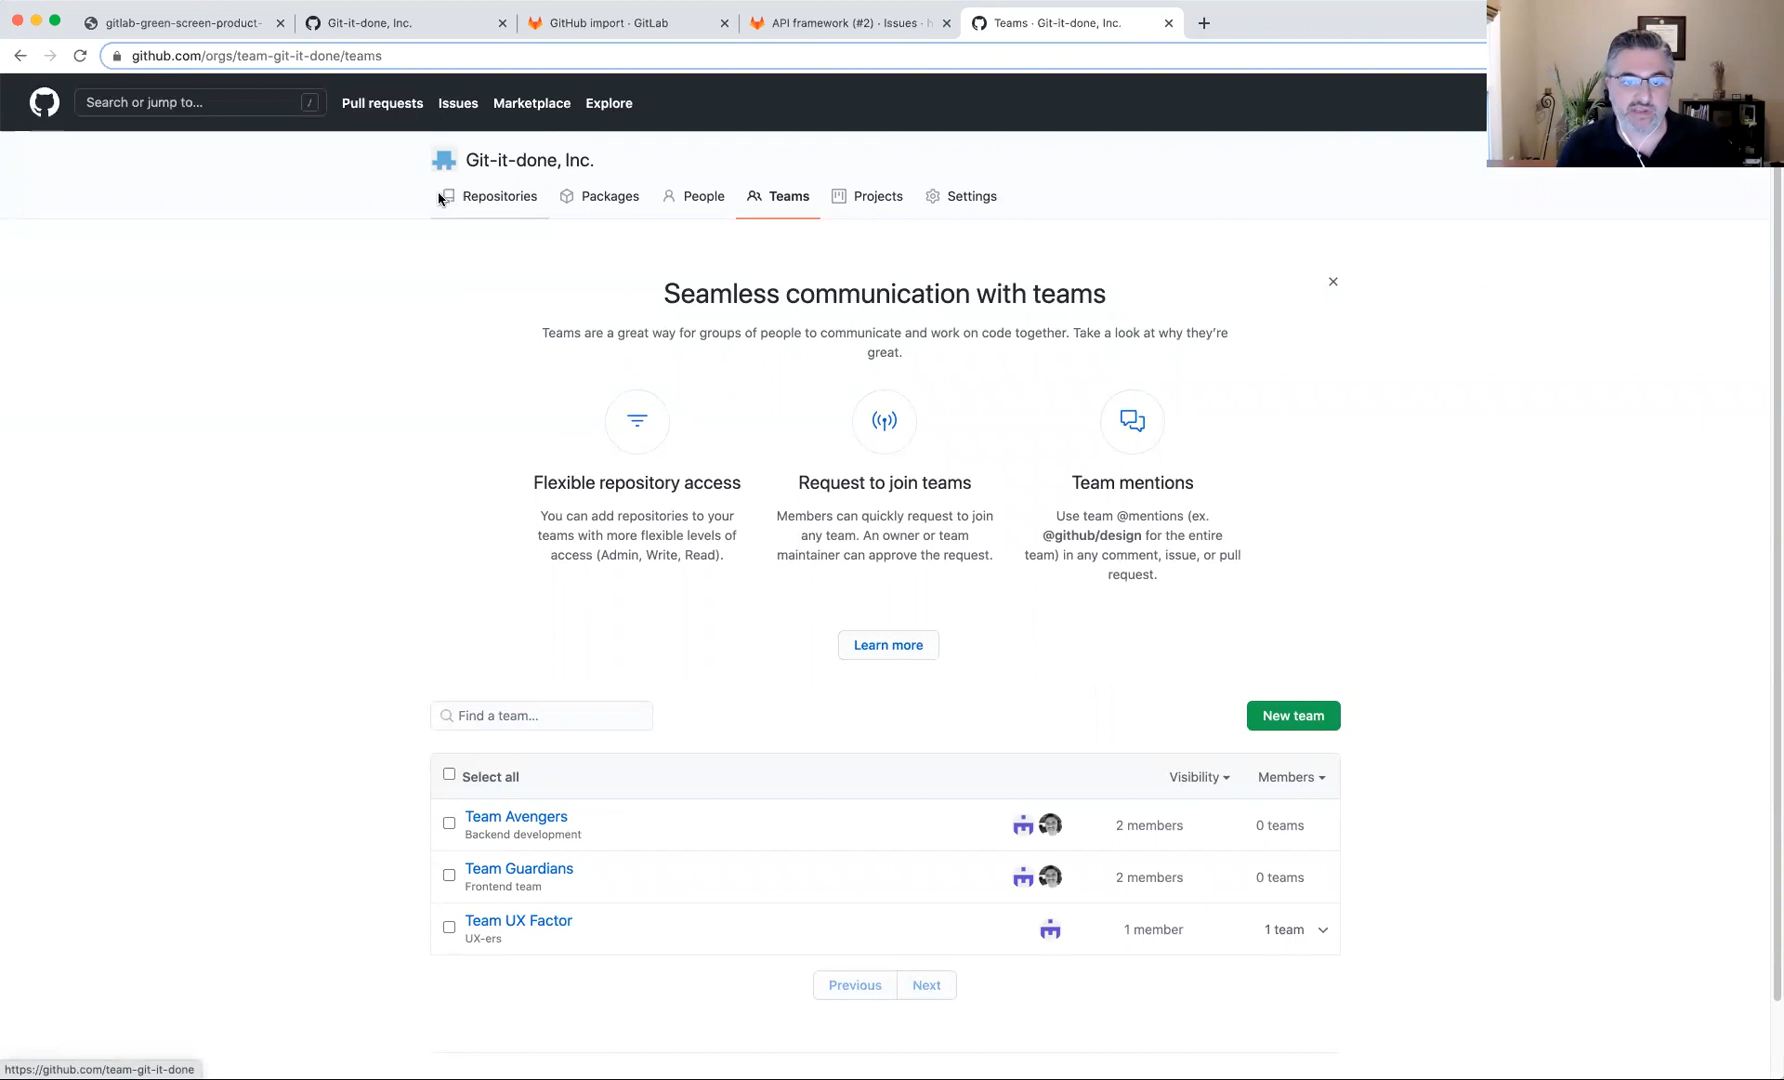 gitlab-green-screen-product-
Git-it-done, Inc.
GitHub import · GitLab
API framework (#2) · Issues ·
Teams · Git-it-done, Inc.
github.com/orgs/team-git-it-done/teams
Search or jump to...
/
Pull requests
Issues
Marketplace
Explore
Git-it-done, Inc.
Repositories
Packages
People
Teams
Projects
Settings
Seamless communication with teams
Teams are a great way for groups of people to communicate and work on code together. Take a look at why they're
great.
Flexible repository access
You can add repositories to your
teams with more flexible levels of
access (Admin, Write, Read).
Request to join teams
Members can quickly request to join
any team. An owner or team
maintainer can approve the request.
Team mentions
Use team @mentions (ex.
@github/design for the entire
team) in any comment, issue, or pull
request.
Learn more
Find a team...
New team
Select all
Visibility
Members
Team Avengers
Backend development
2 members
0 teams
Team Guardians
Frontend team
2 members
0 teams
Team UX Factor
UX-ers
1 member
1 team
Previous
Next
https://github.com/team-git-it-done